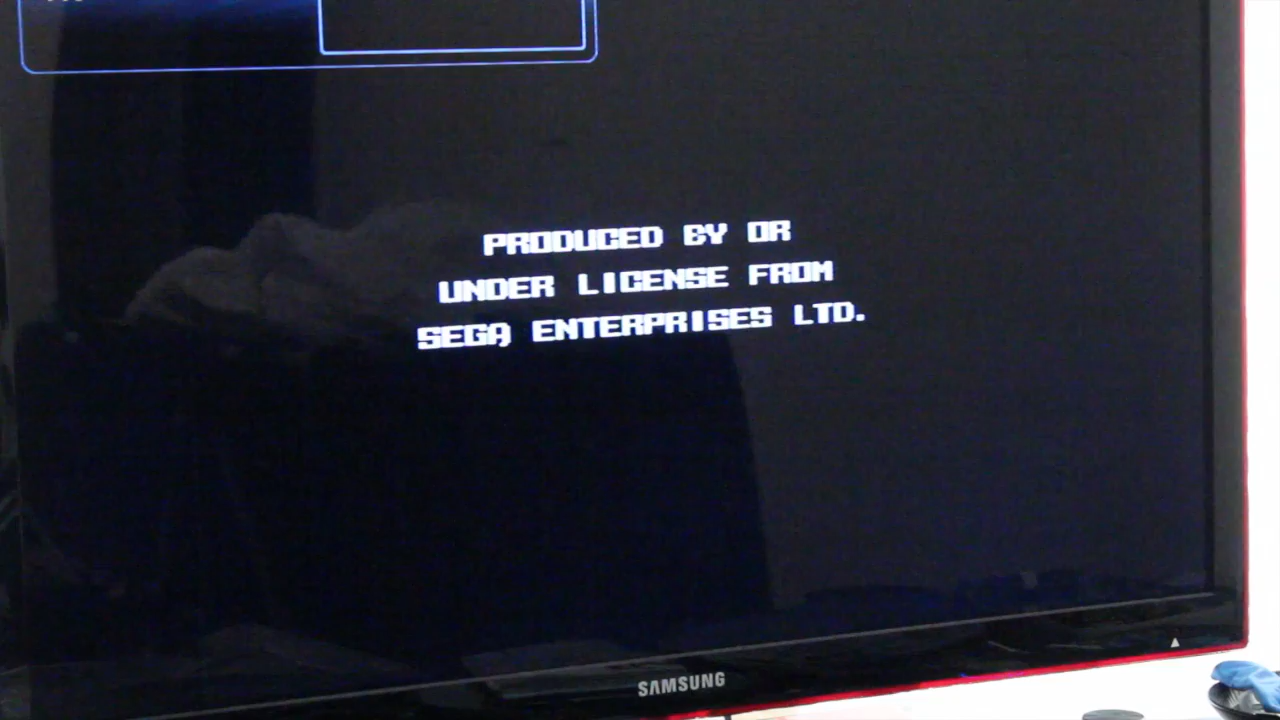 PRODUCED BY OR
UNDER LICENSE FROM
SEGA ENTERPRISES LTD.
SAMSUNG